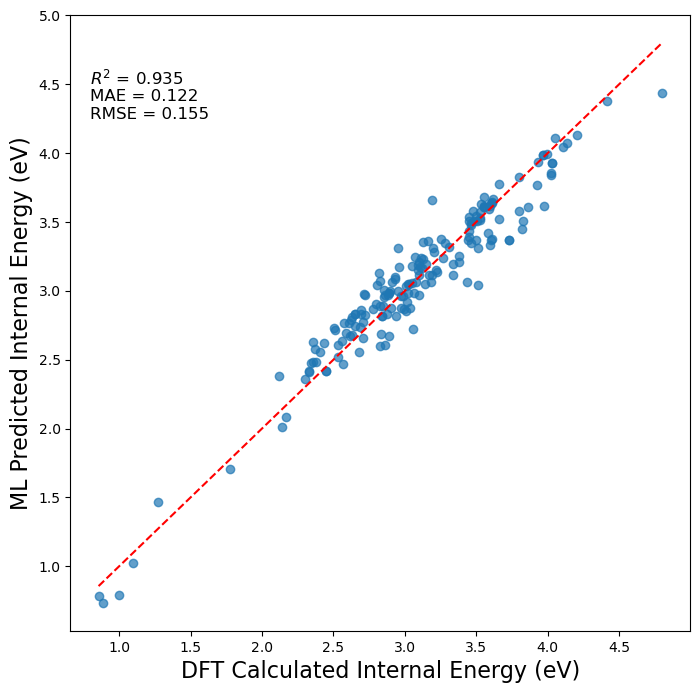 5.0
4.5
4.0
3.5
3.0
2.5
2.0
1.5
1.0
R² = 0.935
MAE = 0.122
RMSE = 0.155
ML Predicted Internal Energy (eV)
1.0 1.5 2.0 2.5 3.0 3.5 4.0 4.5
DFT Calculated Internal Energy (eV)